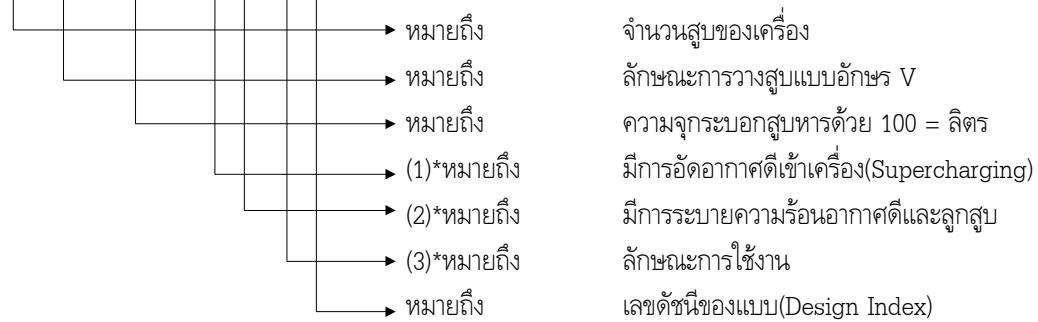 หมายถึง จำนวนสูบของเครื่อง
หมายถึง ลักษณะการวางสูบแบบอักษร V
หมายถึง ความจุกระบอกสูบหารด้วย 100 = ลิตร
(1)*หมายถึง มีการอัดอากาศดีเข้าเครื่อง(Supercharging)
(2)*หมายถึง มีการระบายความร้อนอากาศดีและลูกสูบ
(3)*หมายถึง ลักษณะการใช้งาน
หมายถึง เลขดัชนีของแบบ(Design Index)